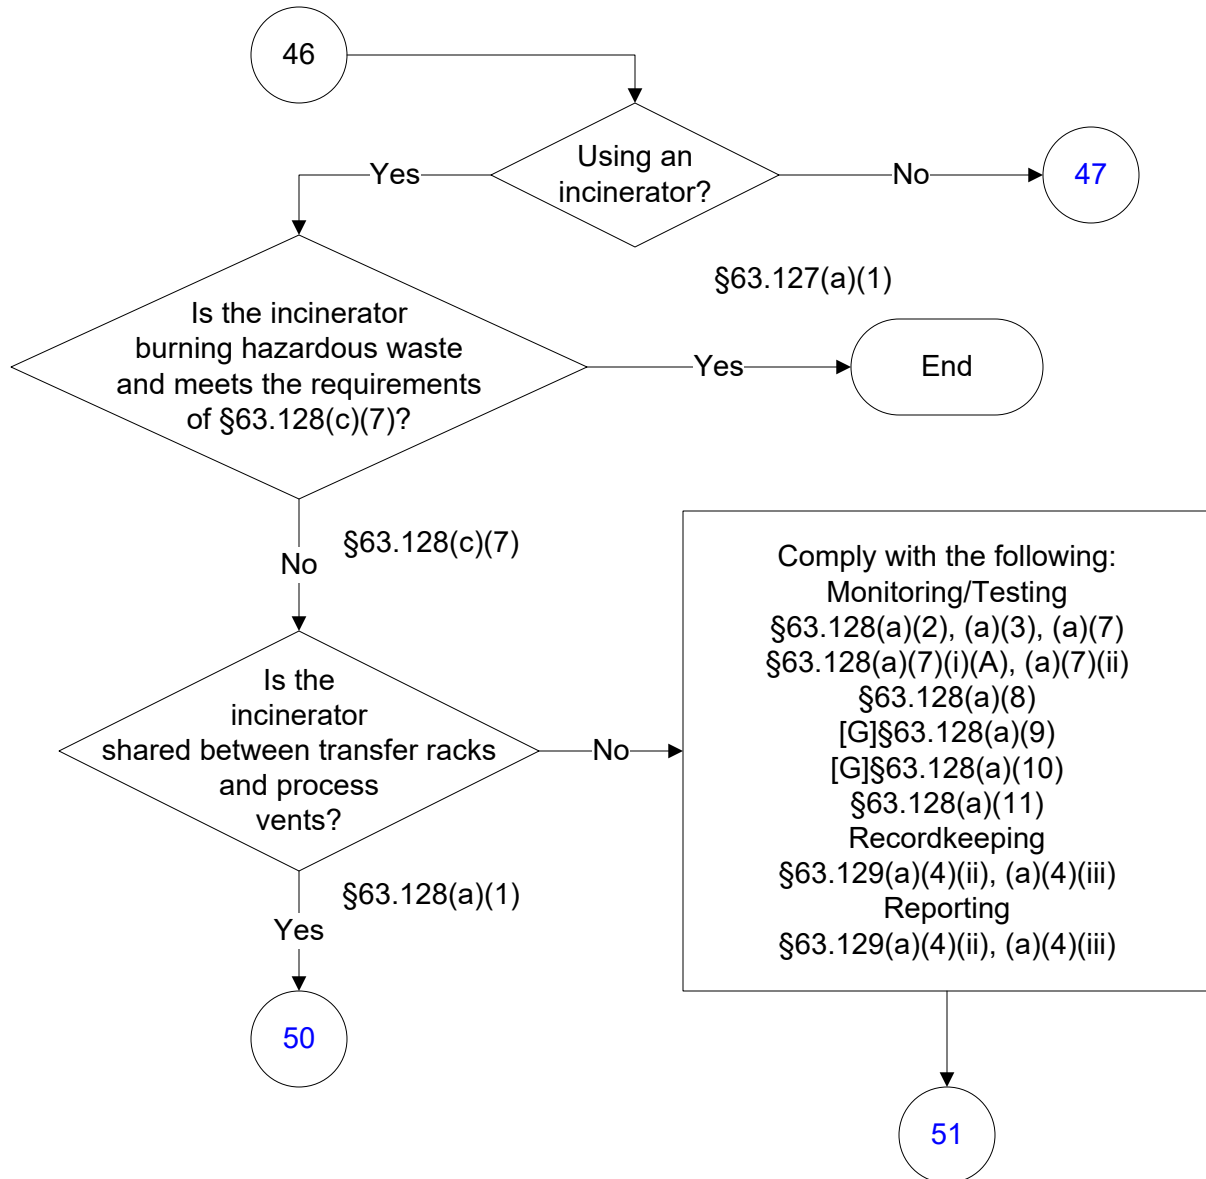 46
Using an
incinerator?
Yes
No
47
§63.127(a)(1)
Is the incinerator
burning hazardous waste
and meets the requirements
of §63.128(c)(7)?
Yes
End
No
§63.128(c)(7)
Is the
incinerator
shared between transfer racks
and process
vents?
No
Comply with the following:
Monitoring/Testing
§63.128(a)(2), (a)(3), (a)(7)
§63.128(a)(7)(i)(A), (a)(7)(ii)
§63.128(a)(8)
[G]§63.128(a)(9)
[G]§63.128(a)(10)
§63.128(a)(11)
Recordkeeping
§63.129(a)(4)(ii), (a)(4)(iii)
Reporting
§63.129(a)(4)(ii), (a)(4)(iii)
§63.128(a)(1)
Yes
50
51